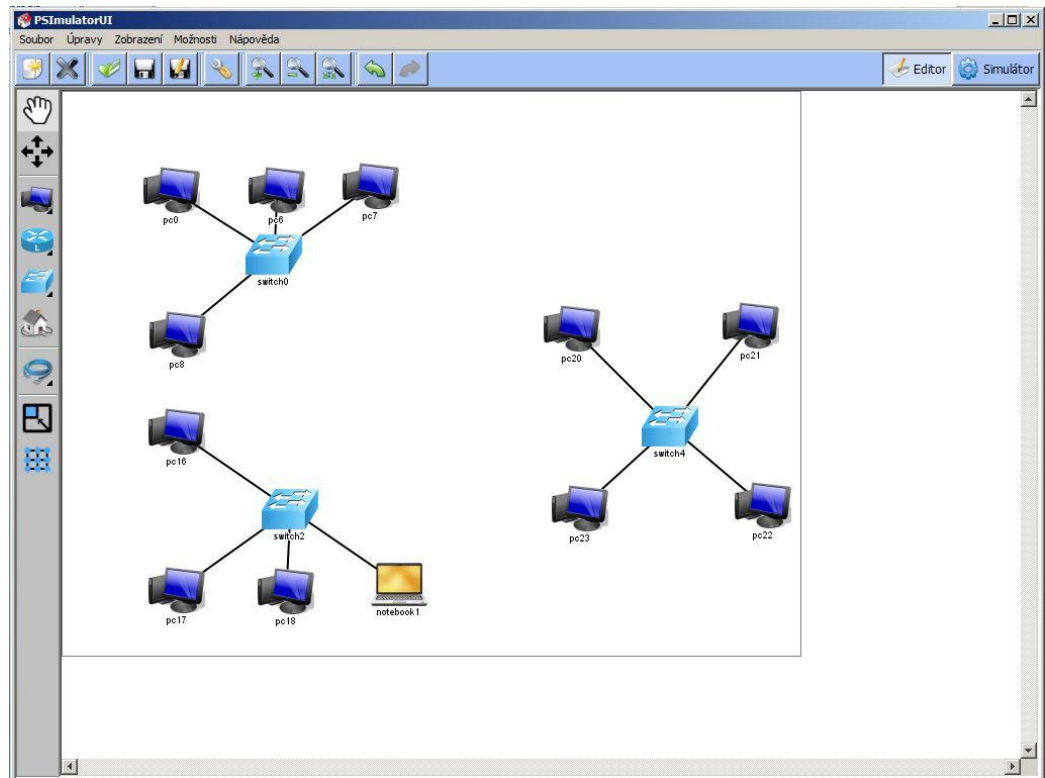 PSImulatorUI
Soubor Úpravy Zobrazení Možnosti Nápověda
Editor Simulátor
pc0
pc6
pc7
switch0
pc8
pc20
pc21
switch4
pc23
pc22
pc16
switch2
pc17
pc18
notebook1
L